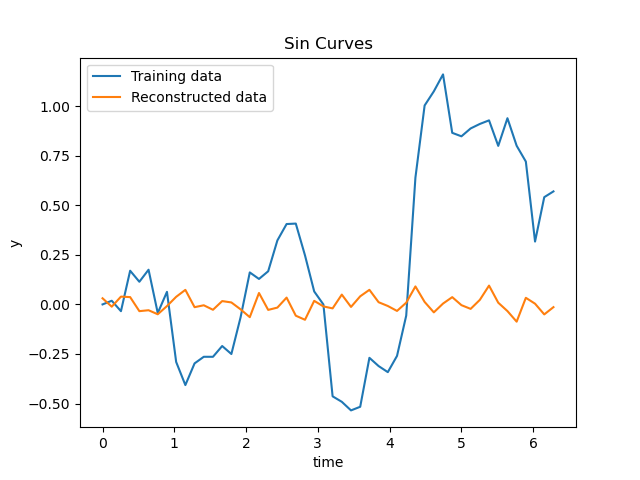 Sin Curves
Training data
Reconstructed data
1.00
0.75
0.50
0.25
0.00
−0.25
−0.50
y
0 1 2 3 4 5 6
time